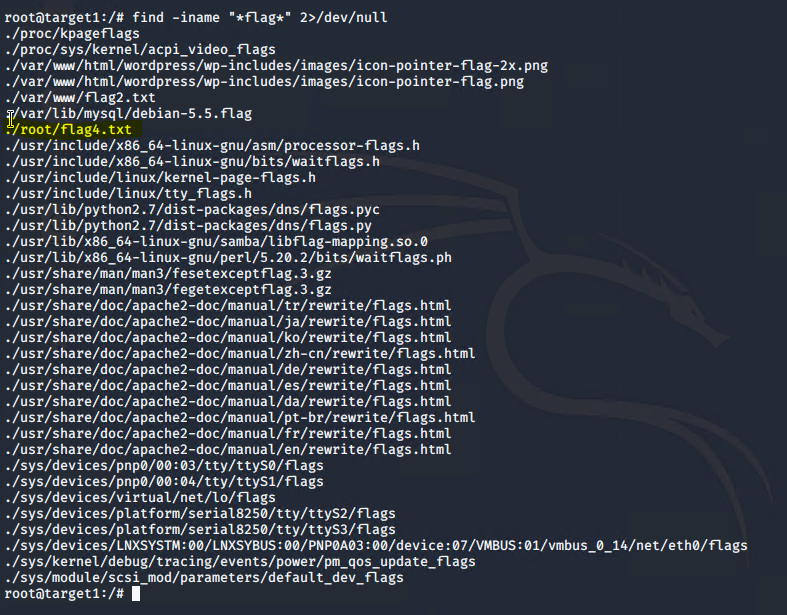 root@target1:/# find -iname "*flag*" 2>/dev/null
./proc/kpageflags
./proc/sys/kernel/acpi_video_flags
./var/www/html/wordpress/wp-includes/images/icon-pointer-flag-2x.png
./var/www/html/wordpress/wp-includes/images/icon-pointer-flag.png
./var/www/flag2.txt
./var/lib/mysql/debian-5.5.flag
./root/flag4.txt
./usr/include/x86_64-linux-gnu/asm/processor-flags.h
./usr/include/x86_64-linux-gnu/bits/waitflags.h
./usr/include/linux/kernel-page-flags.h
./usr/include/linux/tty_flags.h
./usr/lib/python2.7/dist-packages/dns/flags.pyc
./usr/lib/python2.7/dist-packages/dns/flags.py
./usr/lib/x86_64-linux-gnu/samba/libflag-mapping.so.0
./usr/lib/x86_64-linux-gnu/perl/5.20.2/bits/waitflags.ph
./usr/share/man/man3/fesetexceptflag.3.gz
./usr/share/man/man3/fegetexceptflag.3.gz
./usr/share/doc/apache2-doc/manual/tr/rewrite/flags.html
./usr/share/doc/apache2-doc/manual/ja/rewrite/flags.html
./usr/share/doc/apache2-doc/manual/ko/rewrite/flags.html
./usr/share/doc/apache2-doc/manual/zh-cn/rewrite/flags.html
./usr/share/doc/apache2-doc/manual/de/rewrite/flags.html
./usr/share/doc/apache2-doc/manual/es/rewrite/flags.html
./usr/share/doc/apache2-doc/manual/da/rewrite/flags.html
./usr/share/doc/apache2-doc/manual/pt-br/rewrite/flags.html
./usr/share/doc/apache2-doc/manual/fr/rewrite/flags.html
./usr/share/doc/apache2-doc/manual/en/rewrite/flags.html
./sys/devices/pnp0/00:03/tty/ttyS0/flags
./sys/devices/pnp0/00:04/tty/ttyS1/flags
./sys/devices/virtual/net/lo/flags
./sys/devices/platform/serial8250/tty/ttyS2/flags
./sys/devices/platform/serial8250/tty/ttyS3/flags
./sys/devices/LNXSYSTM:00/LNXSYBUS:00/PNP0A03:00/device:07/VMBUS:01/vmbus_0_14/net/eth0/flags
./sys/kernel/debug/tracing/events/power/pm_qos_update_flags
./sys/module/scsi_mod/parameters/default_dev_flags
root@target1:/#